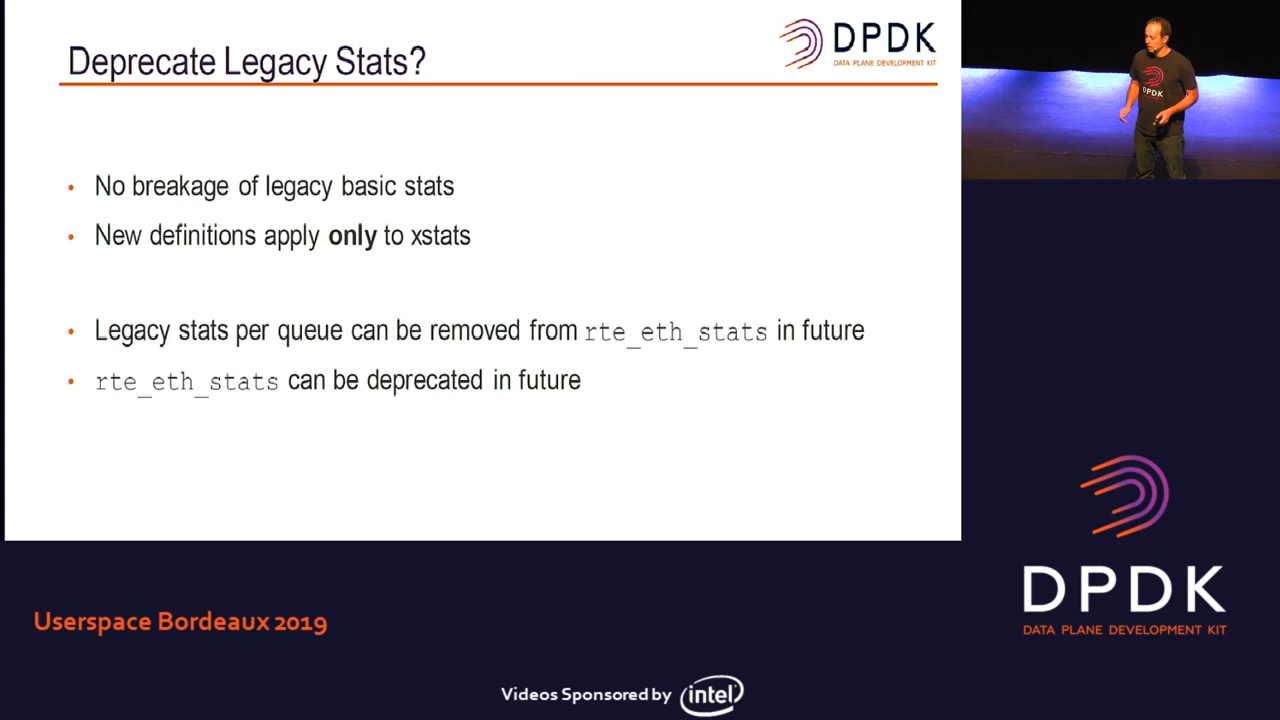 Deprecate Legacy Stats?
DPDK
DATA PLANE DEVELOPMENT KIT
DPDK
• No breakage of legacy basic stats
• New definitions apply only to xstats
• Legacy stats per queue can be removed from rte_eth_stats in future
• rte_eth_stats can be deprecated in future
DPDK
DATA PLANE DEVELOPMENT KIT
Userspace Bordeaux 2019
Videos Sponsored by intel